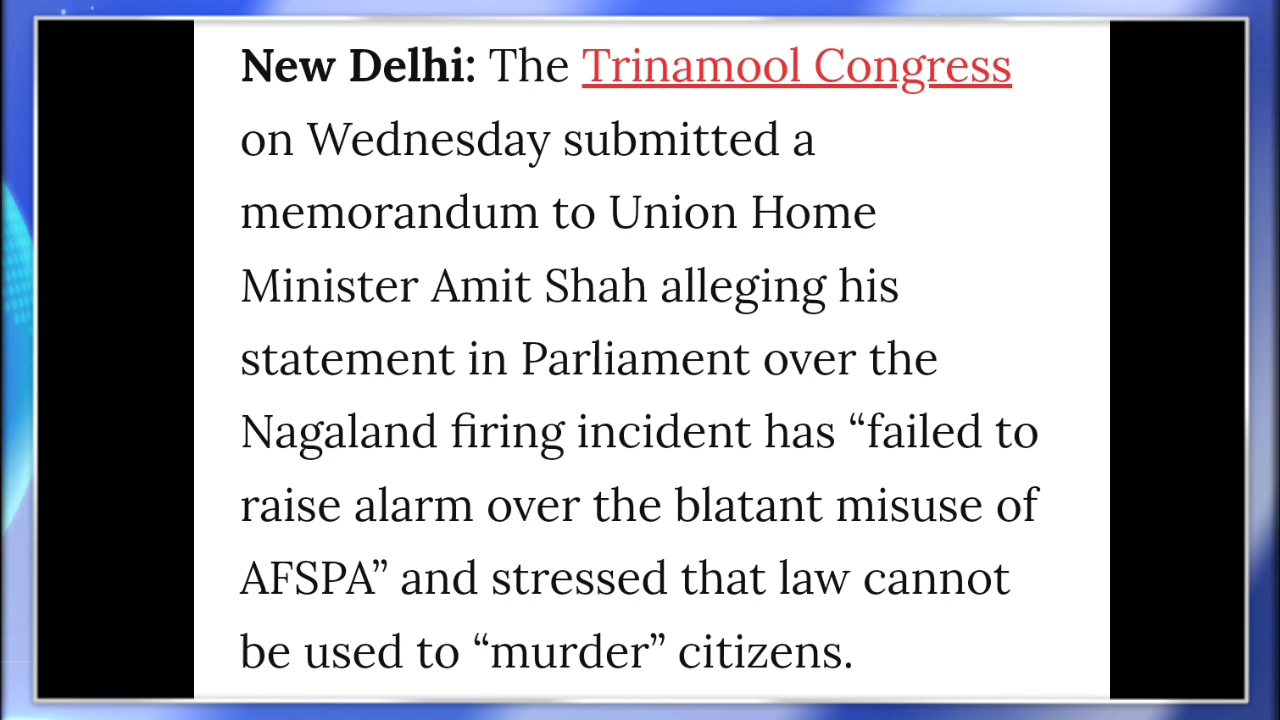 New Delhi: The Trinamool Congress
on Wednesday submitted a
memorandum to Union Home
Minister Amit Shah alleging his
statement in Parliament over the
Nagaland firing incident has “failed to
raise alarm over the blatant misuse of
AFSPA” and stressed that law cannot
be used to “murder” citizens.